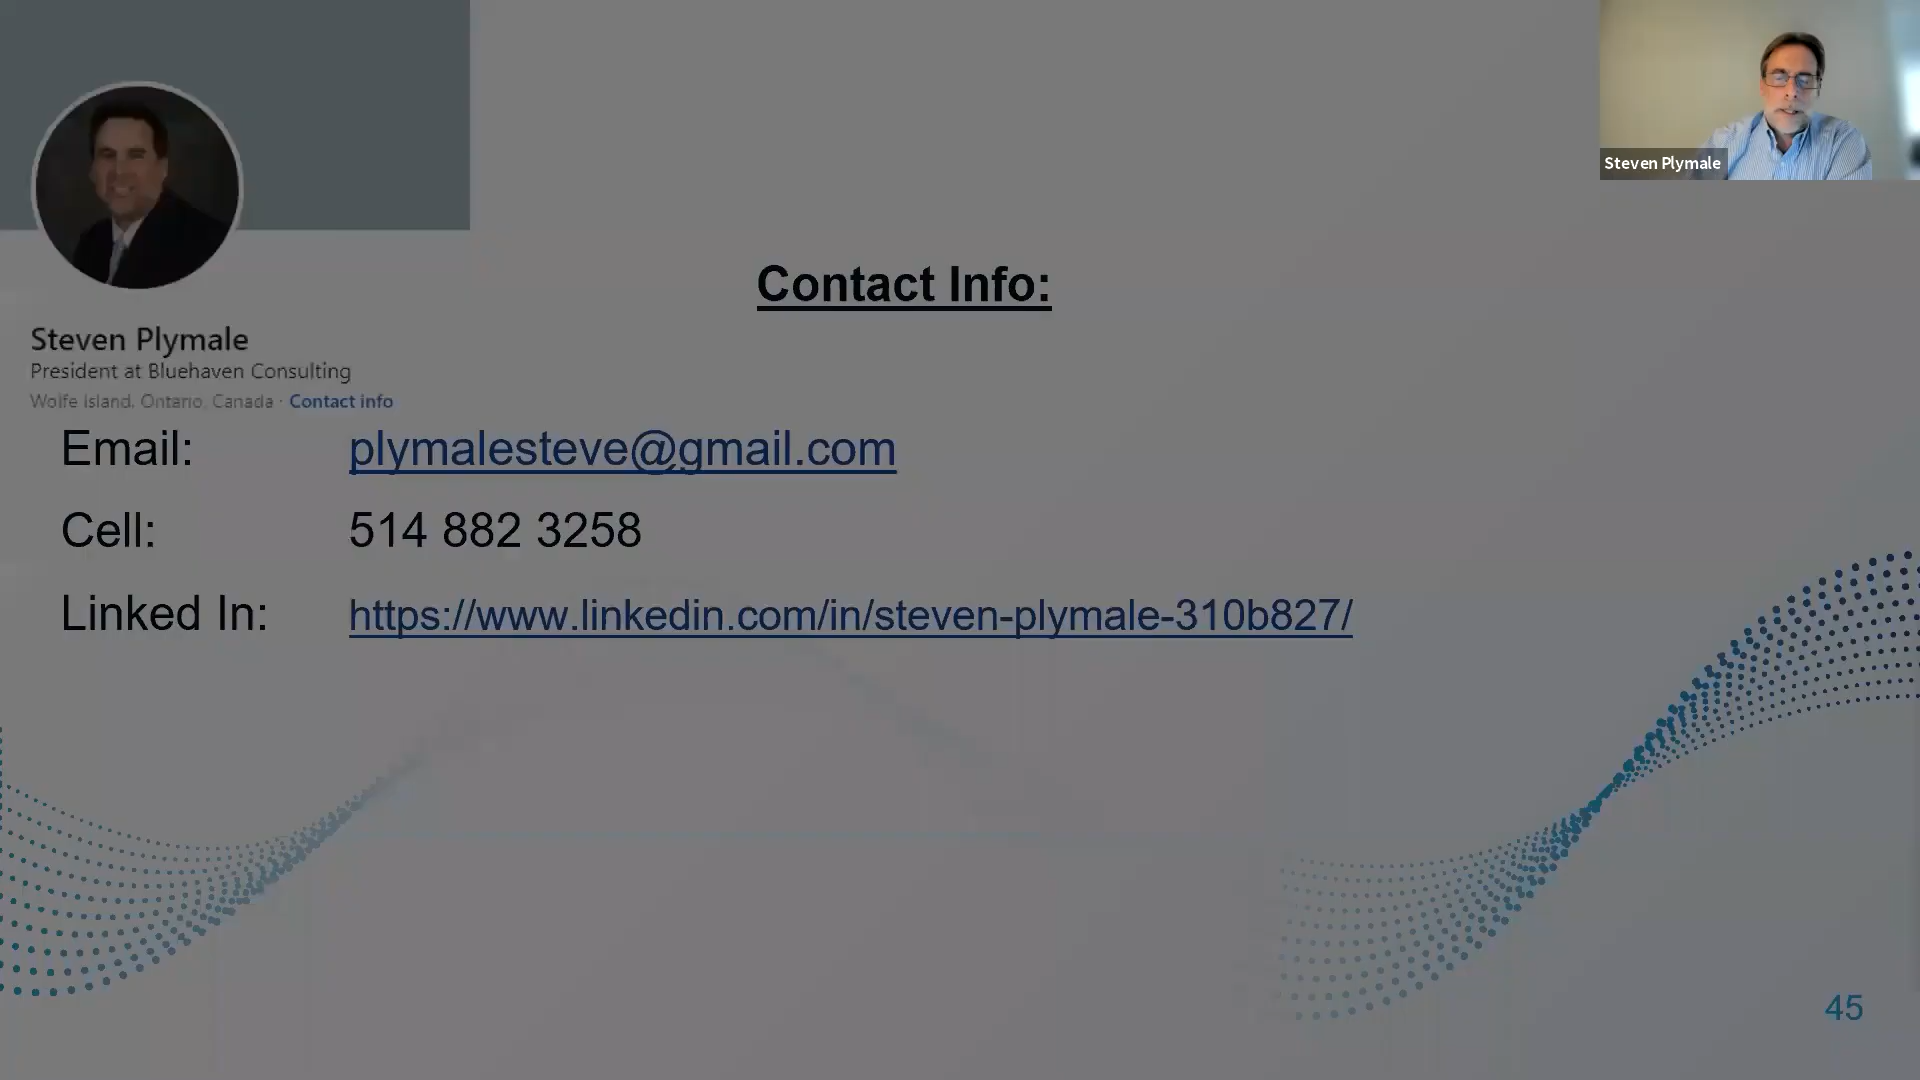 Steven Plymale
Contact Info:
Steven Plymale
President at Bluehaven Consulting
Wolfe Island, Ontario, Canada · Contact info
Email: plymalesteve@gmail.com
Cell: 514 882 3258
Linked In: https://www.linkedin.com/in/steven-plymale-310b827/
45